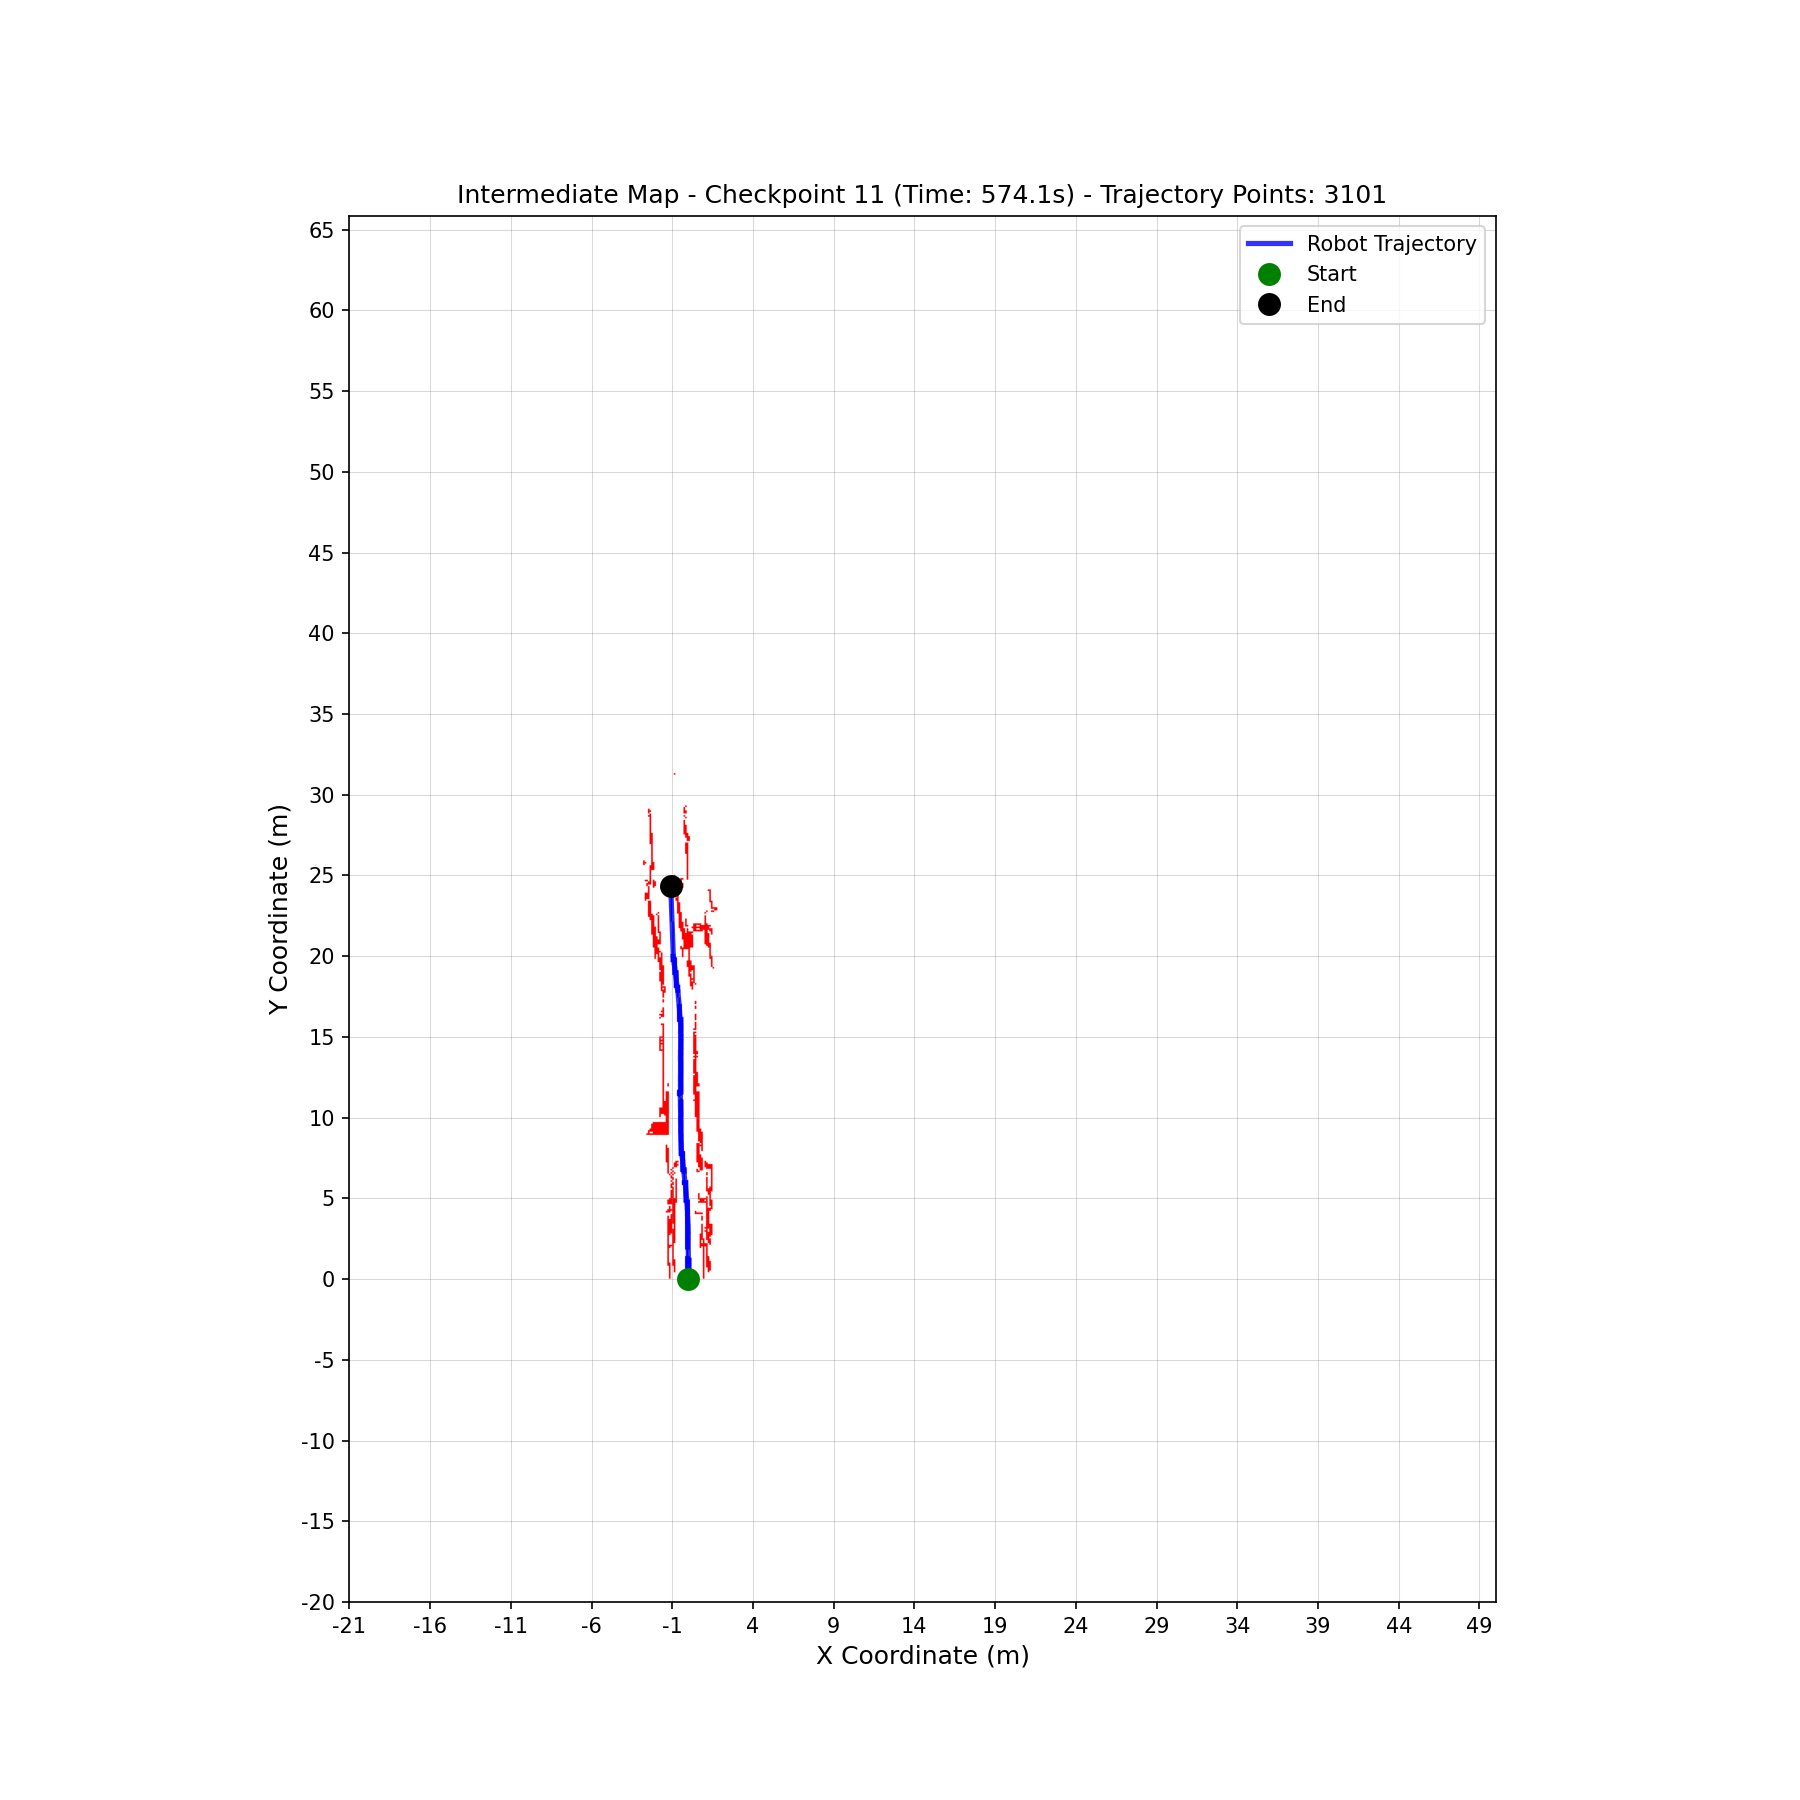 Intermediate Map - Checkpoint 11 (Time: 574.1s) - Trajectory Points: 3101
Robot Trajectory
Start
End
65
60
55
50
45
40
35
30
25
20
15
10
5
0
-5
-10
-15
-20
Y Coordinate (m)
-21 -16 -11 -6 -1 4 9 14 19 24 29 34 39 44 49
X Coordinate (m)